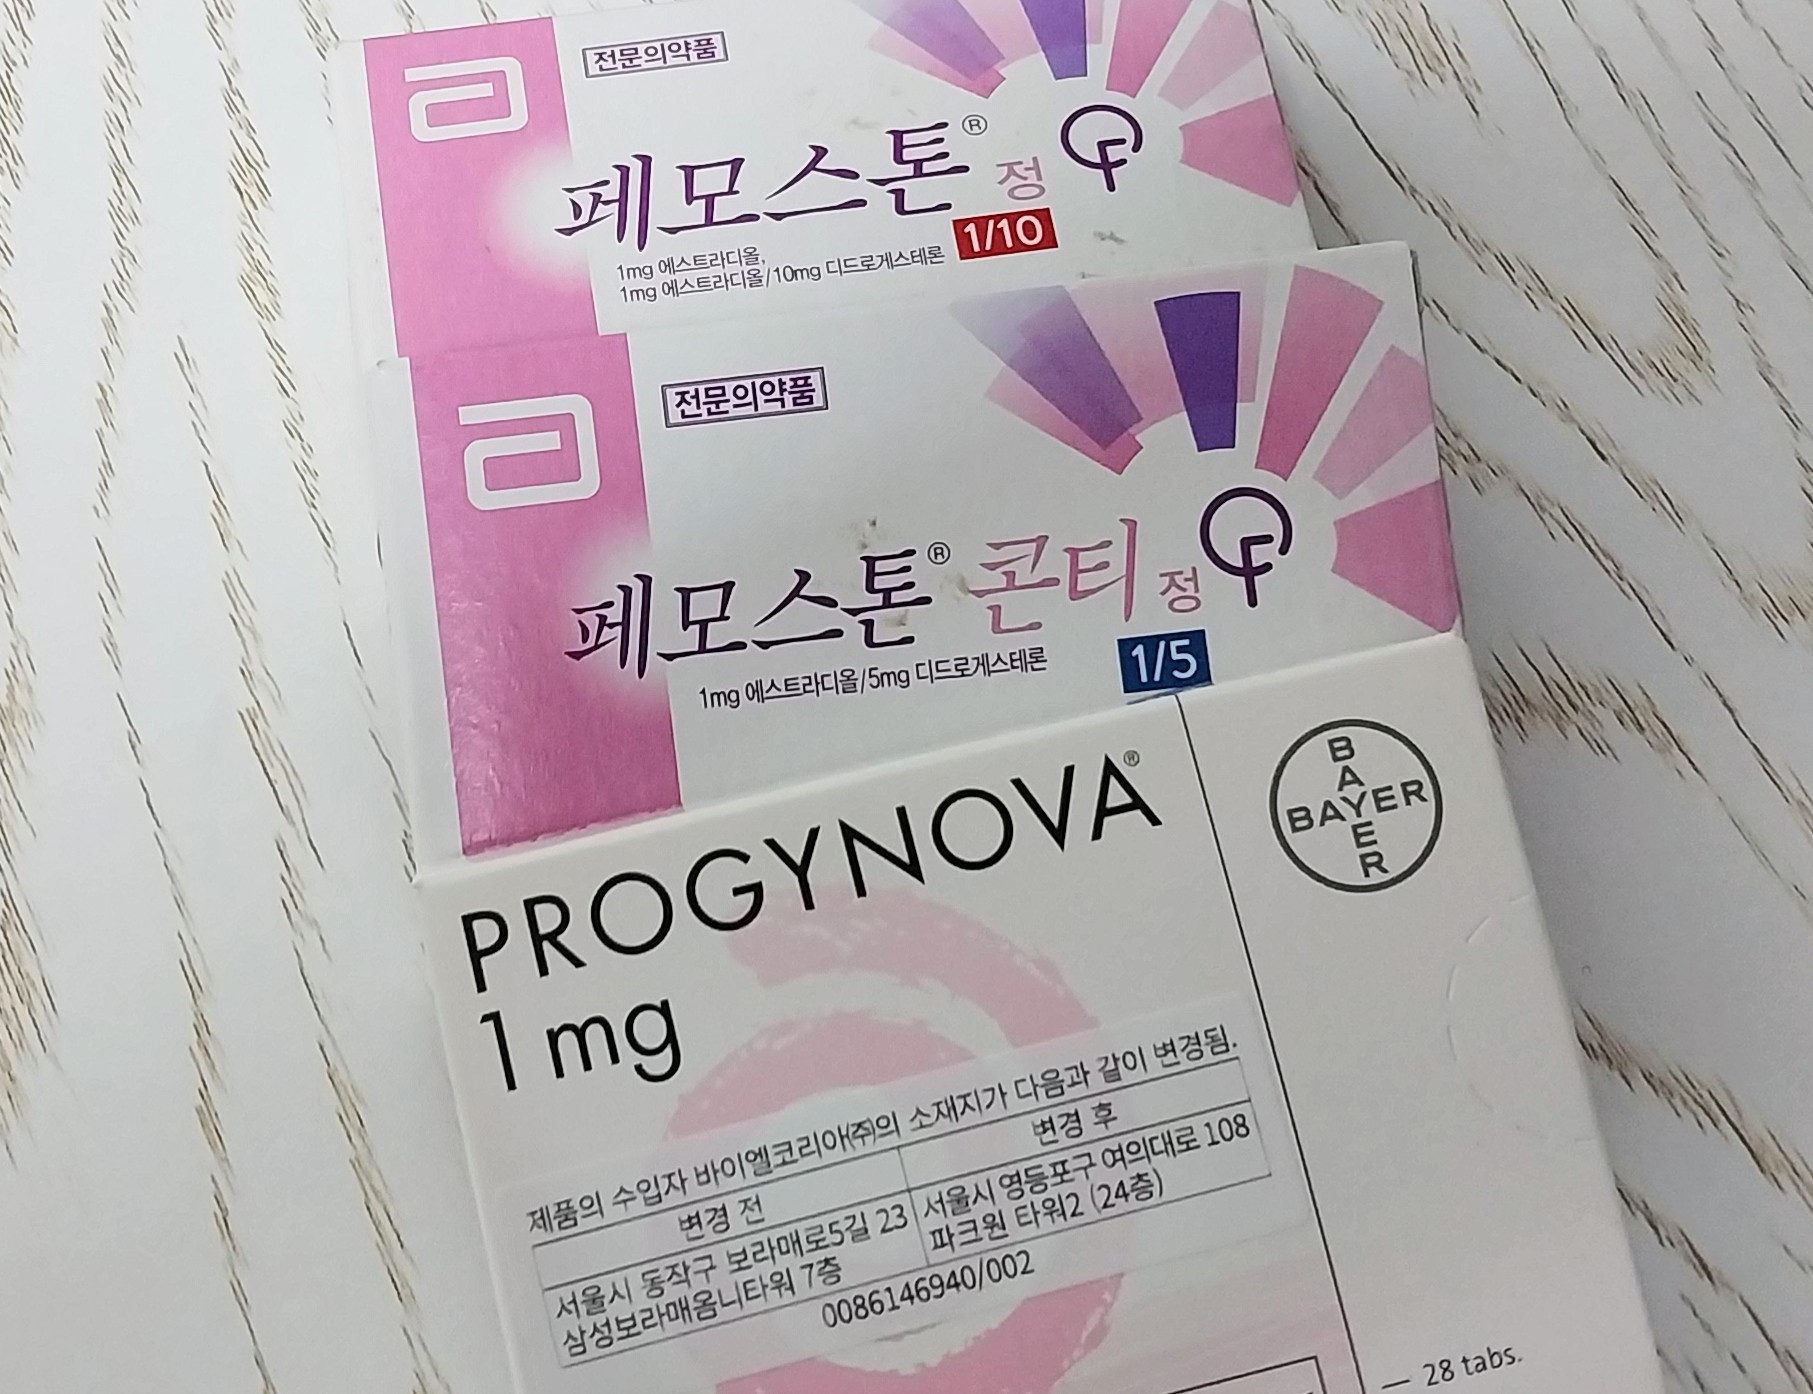 전문의약품
페모스톤® 정
1/10
1mg 에스트라디올,
1mg 에스트라디올/10mg 디드로게스테론
전문의약품
페모스톤® 콘티 정
1/5
1mg 에스트라디올/5mg 디드로게스테론
PROGYNOVA®
1 mg
BAYER
BAYER
제품의 수입자 바이엘코리아(주)의 소재지가 다음과 같이 변경됨.
변경 전
변경 후
서울시 동작구 보라매로5길 23
삼성보라매옴니타워 7층
서울시 영등포구 여의대로 108
파크원 타워2 (24층)
0086146940/002
— 28 tabs.